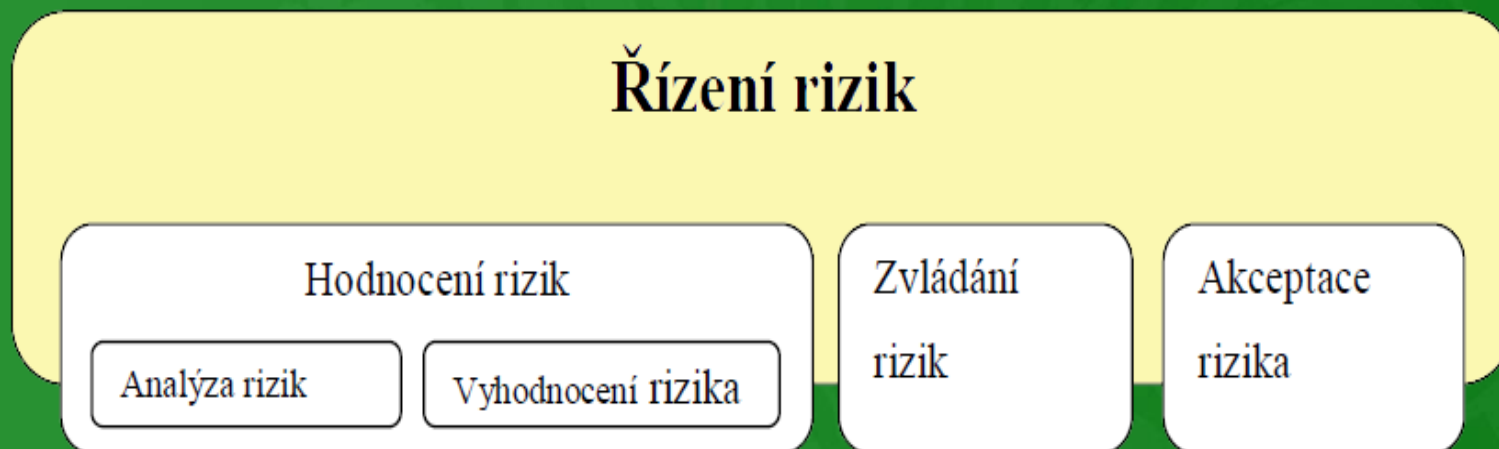 Řízení rizik
Hodnocení rizik
Analýza rizik
Vyhodnocení rizika
Zvládání
rizik
Akceptace
rizika